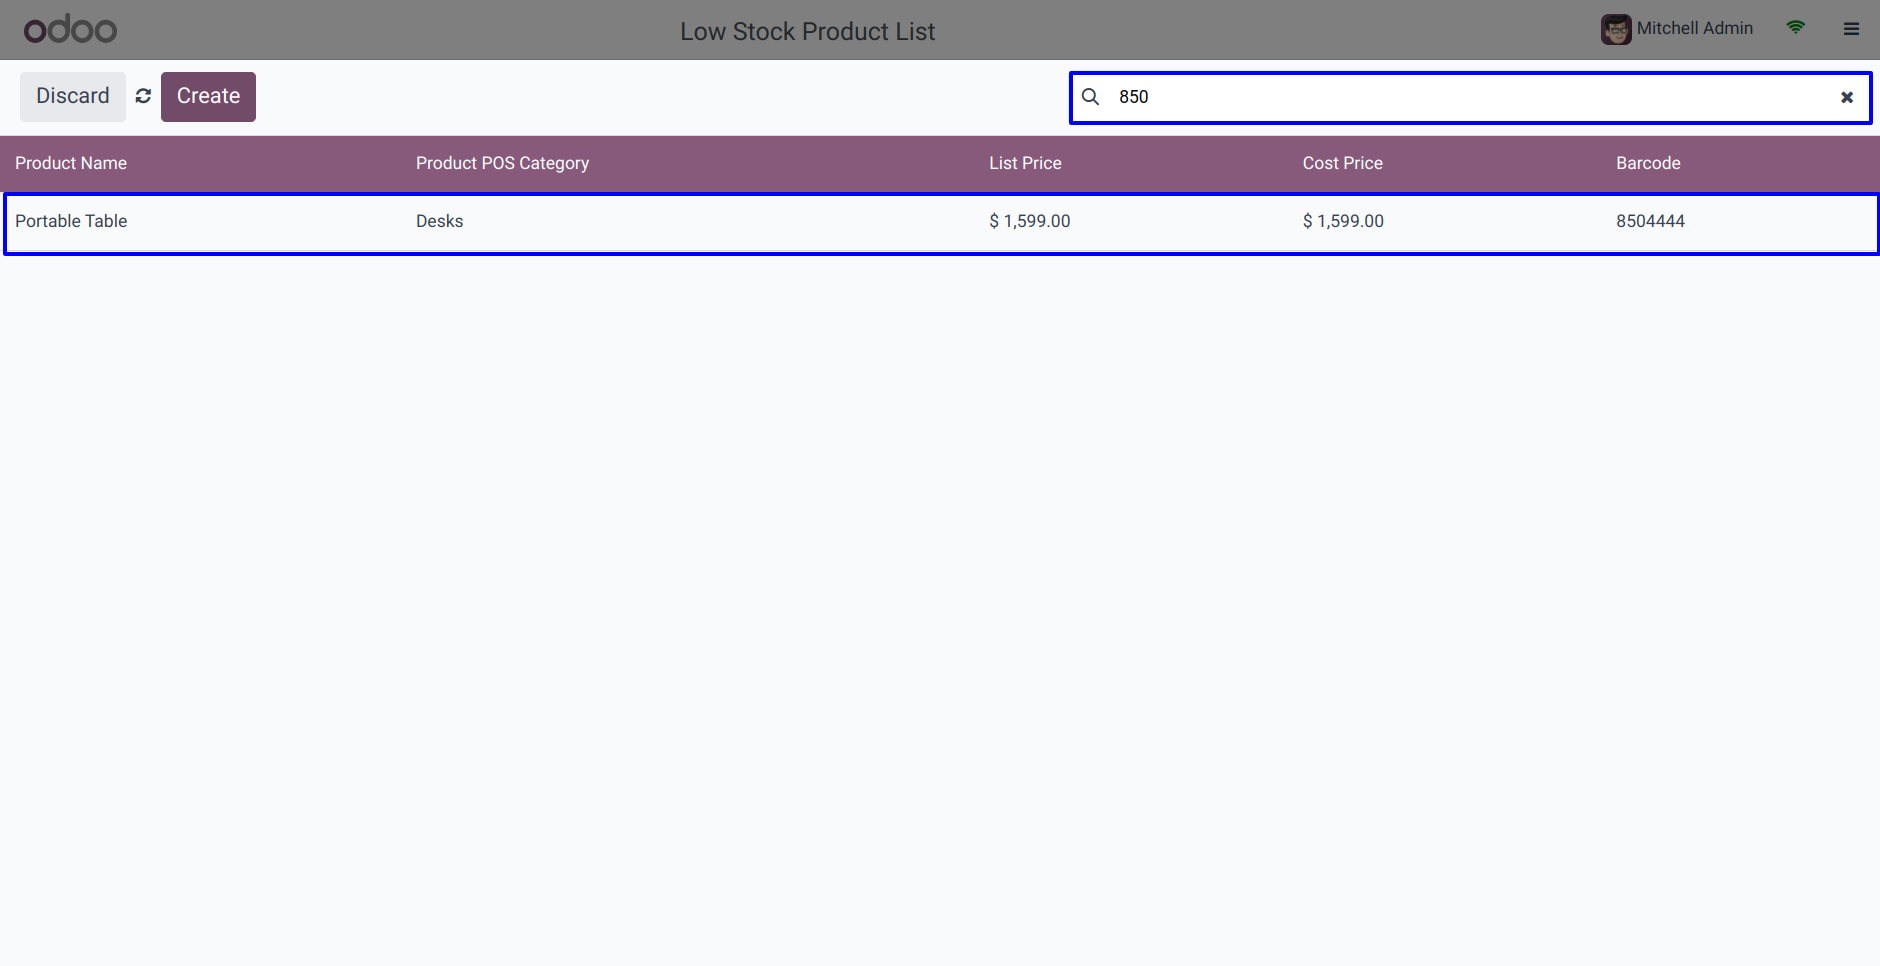 odoo
Low Stock Product List
Mitchell Admin
Discard
Create
850
Product Name Product POS Category List Price Cost Price Barcode
Portable Table Desks $ 1,599.00 $ 1,599.00 8504444